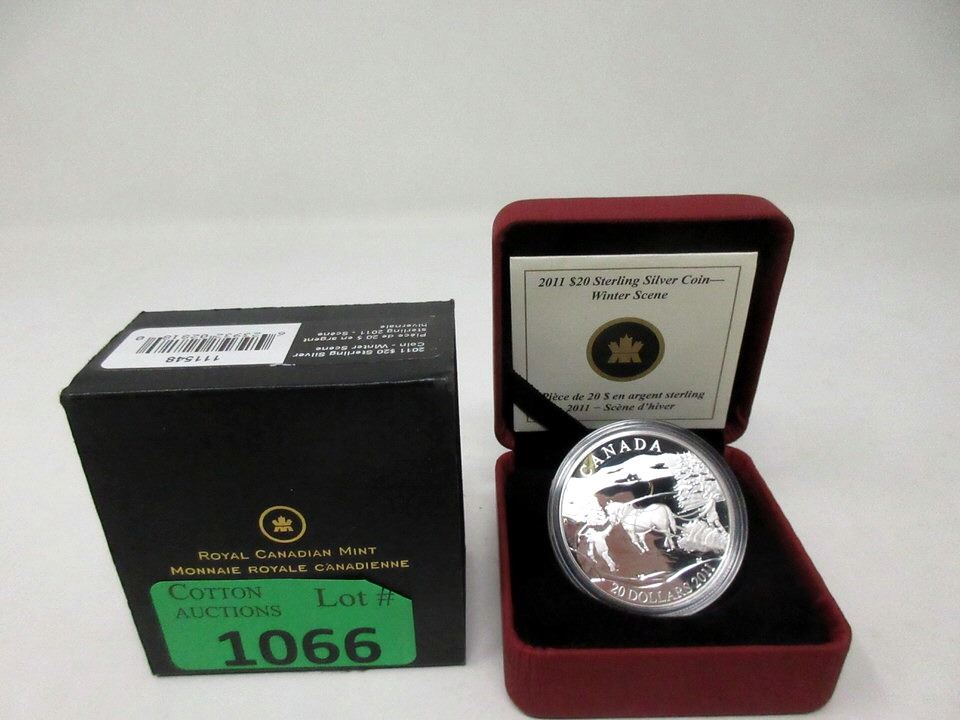 2011 $20 Sterling Silver
Coin - Winter Scene
Pièce de 20 $ en argent
sterling 2011 - Scène
hivernale
111548
ROYAL CANADIAN MINT
MONNAIE ROYALE CANADIENNE
COTTON
AUCTIONS
Lot #
1066
2011 $20 Sterling Silver Coin—
Winter Scene
Pièce de 20 $ en argent sterling
2011 – Scène d'hiver
CANADA
20 DOLLARS 2011